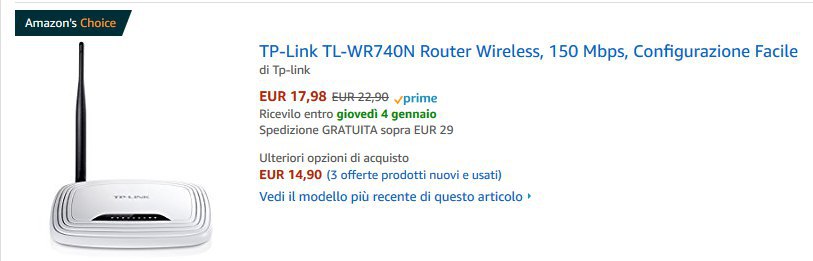 Amazon's Choice
TP-Link TL-WR740N Router Wireless, 150 Mbps, Configurazione Facile
di Tp-link
EUR 17,98 EUR 22,90 prime
Ricevilo entro giovedì 4 gennaio
Spedizione GRATUITA sopra EUR 29
Ulteriori opzioni di acquisto
EUR 14,90 (3 offerte prodotti nuovi e usati)
Vedi il modello più recente di questo articolo
TP-LINK